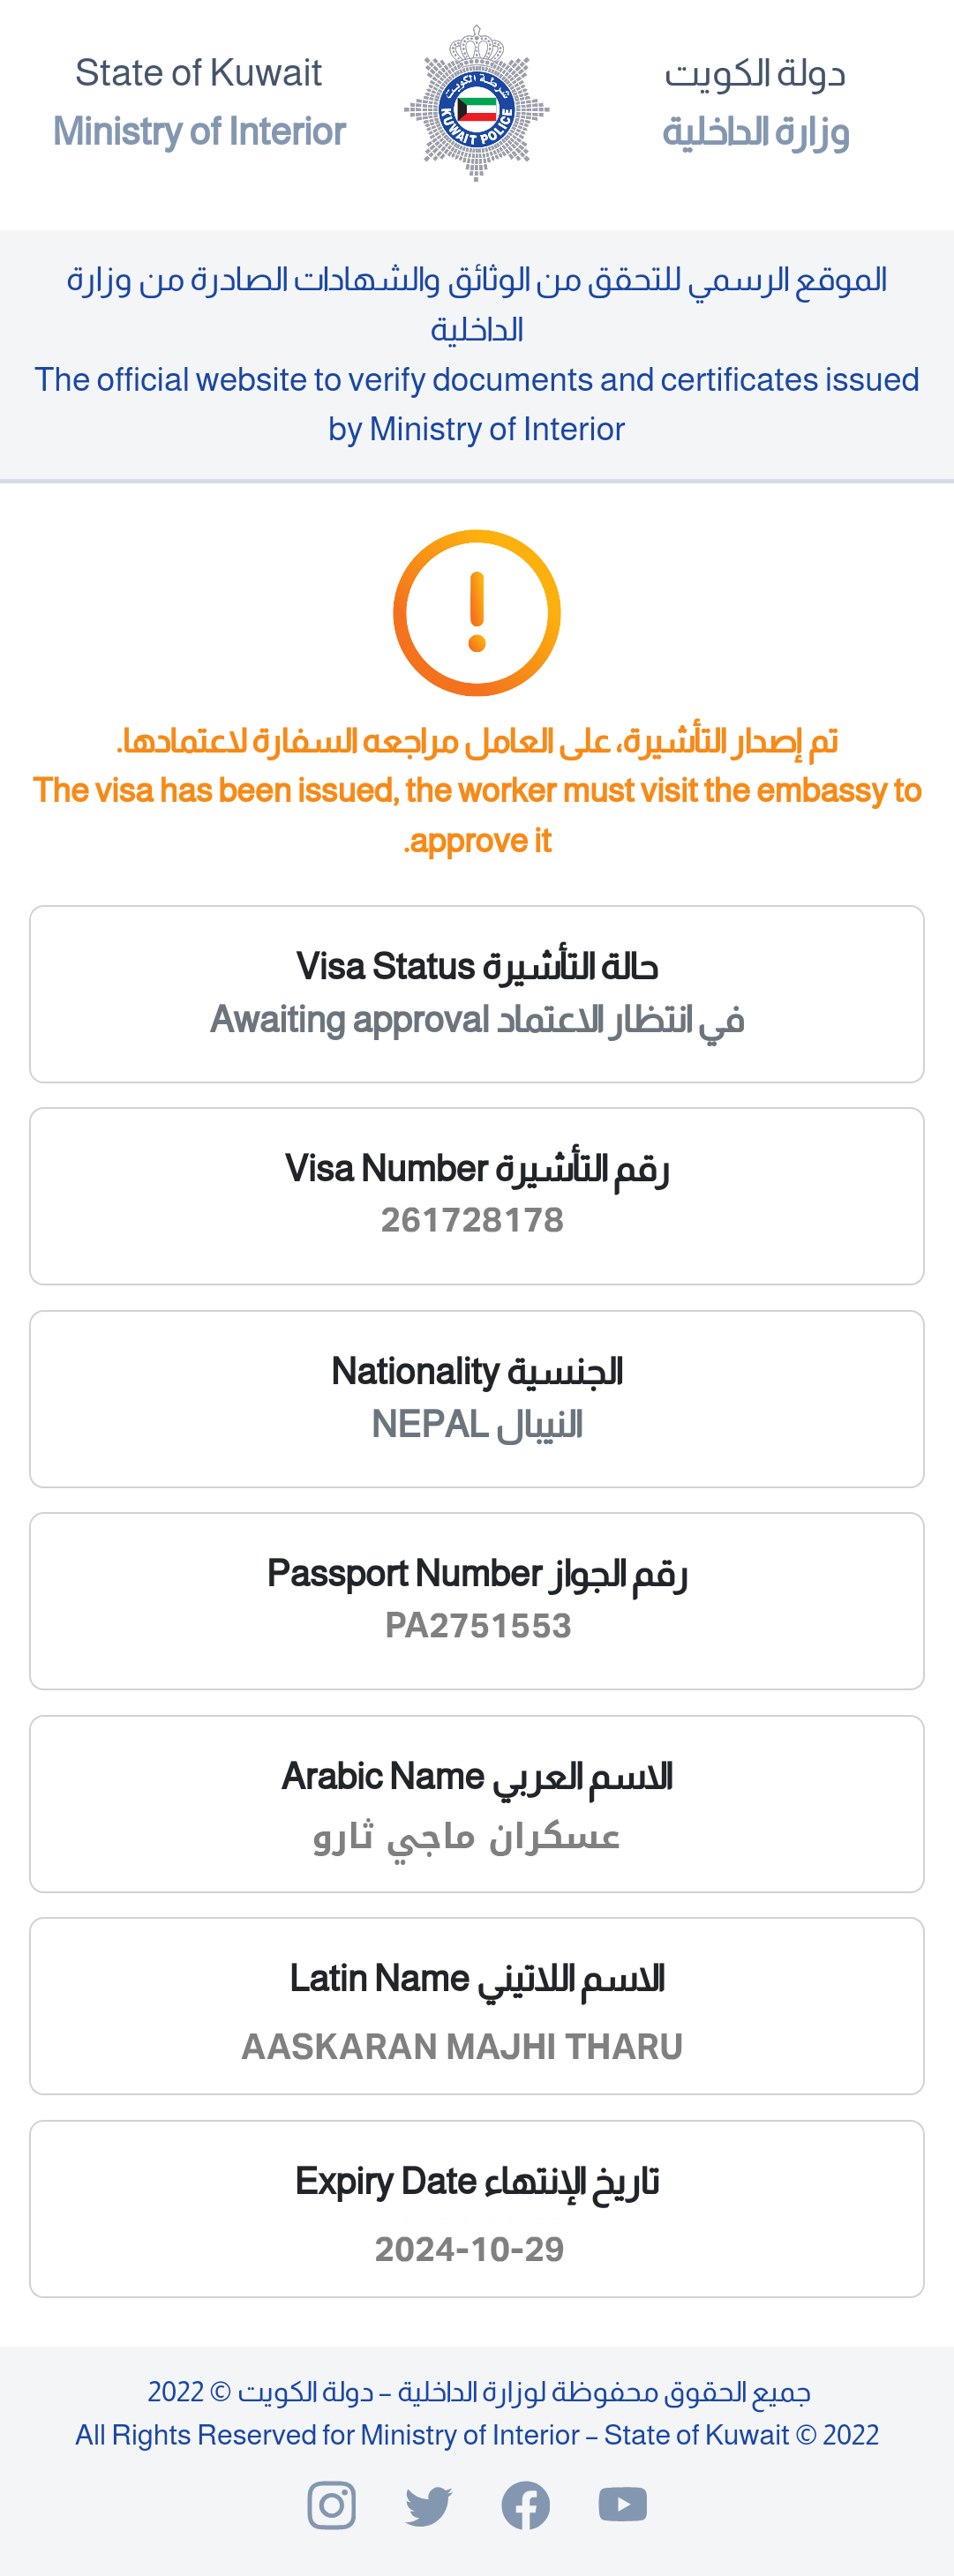 State of Kuwait
Ministry of Interior
شرطة الكويت
KUWAIT POLICE
دولة الكويت
وزارة الداخلية
الموقع الرسمي للتحقق من الوثائق والشهادات الصادرة من وزارة
الداخلية
The official website to verify documents and certificates issued
by Ministry of Interior
تم إصدار التأشيرة، على العامل مراجعه السفارة لاعتمادها.
The visa has been issued, the worker must visit the embassy to
.approve it
Visa Status حالة التأشيرة
Awaiting approval في انتظار الاعتماد
Visa Number رقم التأشيرة
261728178
Nationality الجنسية
NEPAL النيبال
Passport Number رقم الجواز
PA2751553
Arabic Name الاسم العربي
عسكران ماجي ثارو
Latin Name الاسم اللاتيني
AASKARAN MAJHI THARU
Expiry Date تاريخ الإنتهاء
2024-10-29
جميع الحقوق محفوظة لوزارة الداخلية – دولة الكويت © 2022
All Rights Reserved for Ministry of Interior – State of Kuwait © 2022